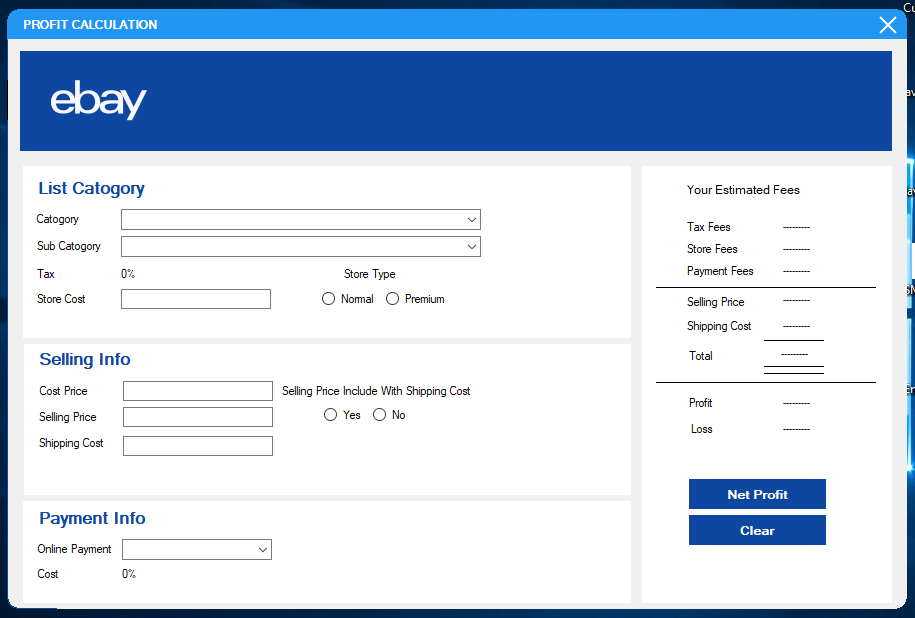 PROFIT CALCULATION
ebay
List Catogory
Catogory
Sub Catogory
Tax 0% Store Type
Store Cost Normal Premium
Selling Info
Cost Price Selling Price Include With Shipping Cost
Selling Price Yes No
Shipping Cost
Payment Info
Online Payment
Cost 0%
Your Estimated Fees
Tax Fees ---------
Store Fees ---------
Payment Fees ---------
Selling Price ---------
Shipping Cost ---------
Total ---------
Profit ---------
Loss ---------
Net Profit
Clear